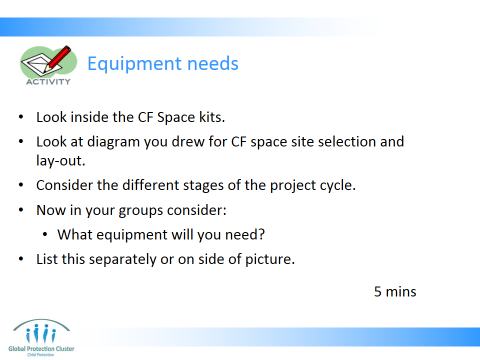 ACTIVITY
Equipment needs
• Look inside the CF Space kits.
• Look at diagram you drew for CF space site selection and
lay-out.
• Consider the different stages of the project cycle.
• Now in your groups consider:
• What equipment will you need?
• List this separately or on side of picture.
5 mins
Global Protection Cluster
Child Protection